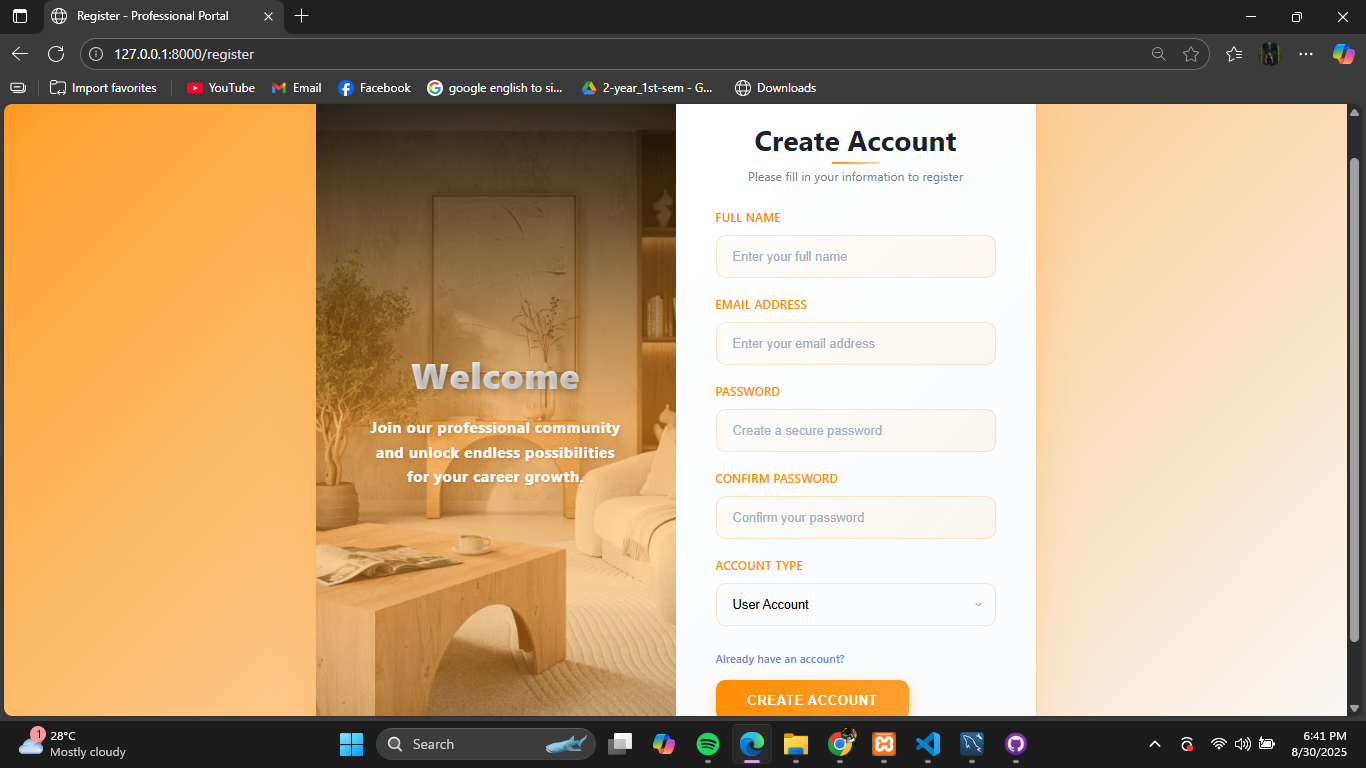 Register - Professional Portal
127.0.0.1:8000/register
Import favorites
YouTube
Email
Facebook
google english to si...
2-year_1st-sem - G...
Downloads
Welcome
Join our professional community
and unlock endless possibilities
for your career growth.
Create Account
Please fill in your information to register
FULL NAME
Enter your full name
EMAIL ADDRESS
Enter your email address
PASSWORD
Create a secure password
CONFIRM PASSWORD
Confirm your password
ACCOUNT TYPE
User Account
Already have an account?
CREATE ACCOUNT
1
28°C
Mostly cloudy
Search
6:41 PM
8/30/2025